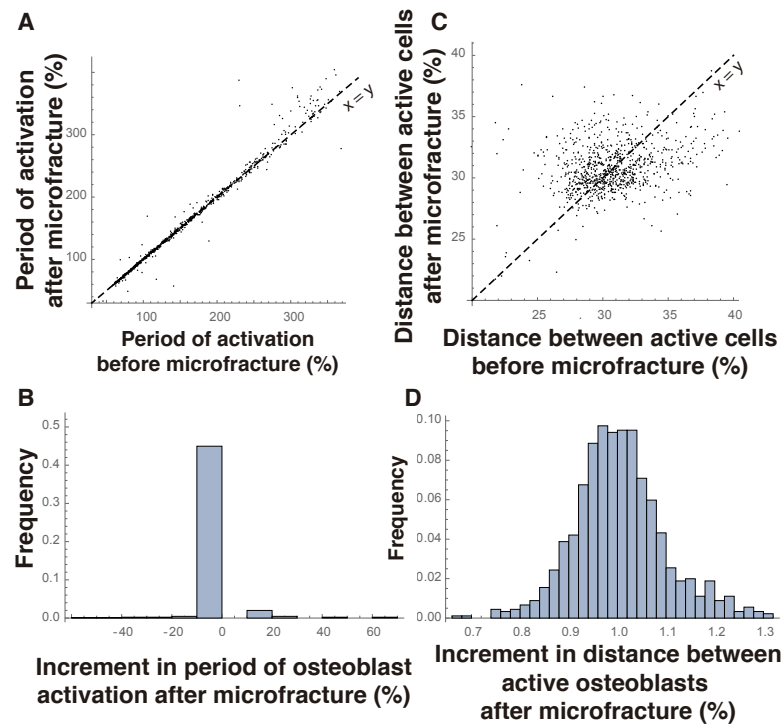 A
Period of activation
after microfracture (%)
300
200
100
x = y
100
200
300
Period of activation
before microfracture (%)
C
Distance between active cells
after microfracture (%)
40
35
30
25
x = y
25
30
35
40
Distance between active cells
before microfracture (%)
B
Frequency
0.5
0.4
0.3
0.2
0.1
0.0
-40
-20
0
20
40
60
Increment in period of osteoblast
activation after microfracture (%)
D
Frequency
0.10
0.08
0.06
0.04
0.02
0.00
0.7
0.8
0.9
1.0
1.1
1.2
1.3
Increment in distance between
active osteoblasts
after microfracture (%)